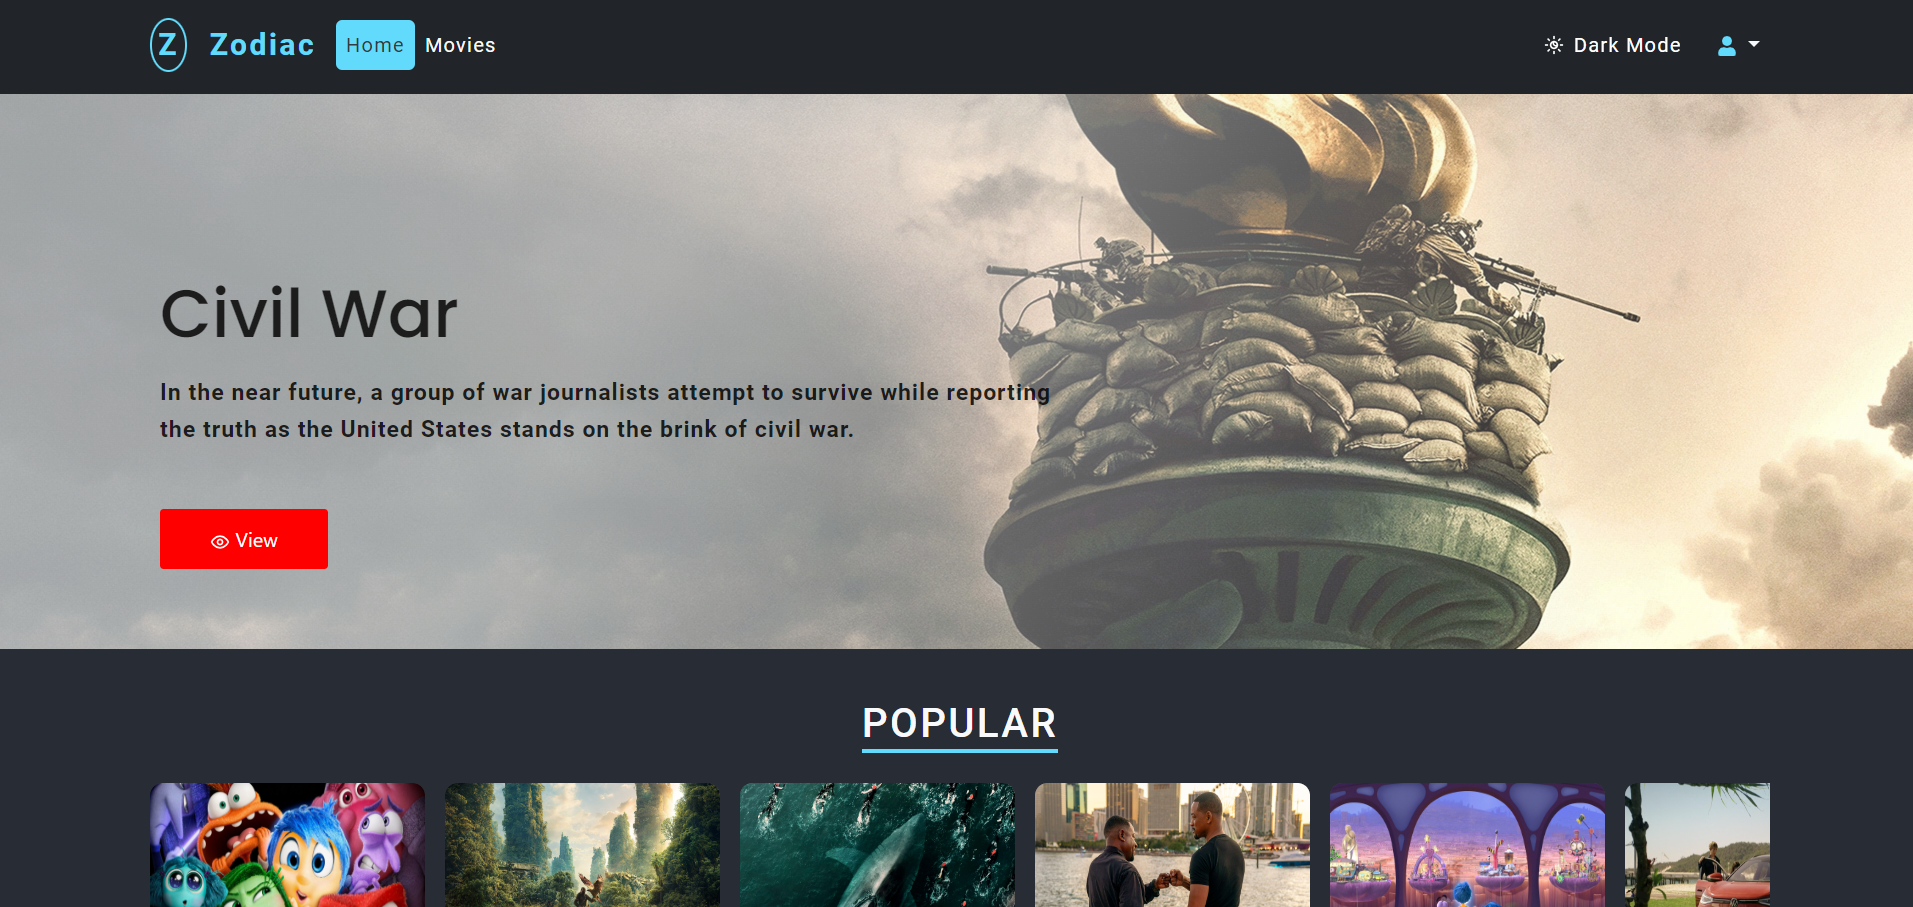 Z Zodiac Home Movies Dark Mode
Civil War
In the near future, a group of war journalists attempt to survive while reporting
the truth as the United States stands on the brink of civil war.
View
POPULAR